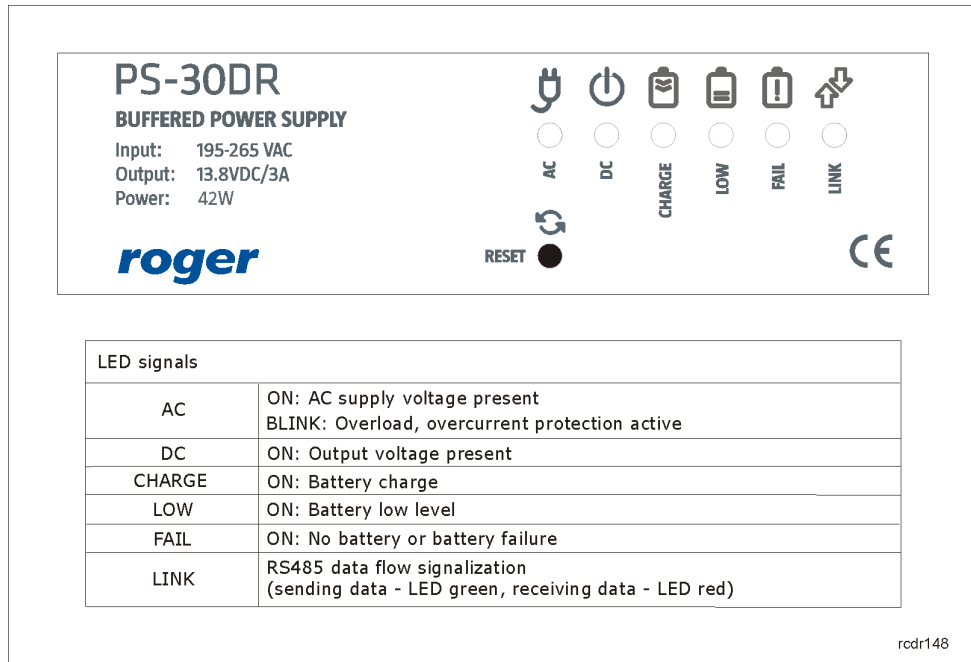 PS-30DR
BUFFERED POWER SUPPLY
Input: 195-265 VAC
Output: 13.8VDC/3A
Power: 42W
roger
AC
DC
CHARGE
LOW
FAIL
LINK
RESET
CE
LED signals
AC
ON: AC supply voltage present
BLINK: Overload, overcurrent protection active
DC
ON: Output voltage present
CHARGE
ON: Battery charge
LOW
ON: Battery low level
FAIL
ON: No battery or battery failure
LINK
RS485 data flow signalization
(sending data - LED green, receiving data - LED red)
rcdr148